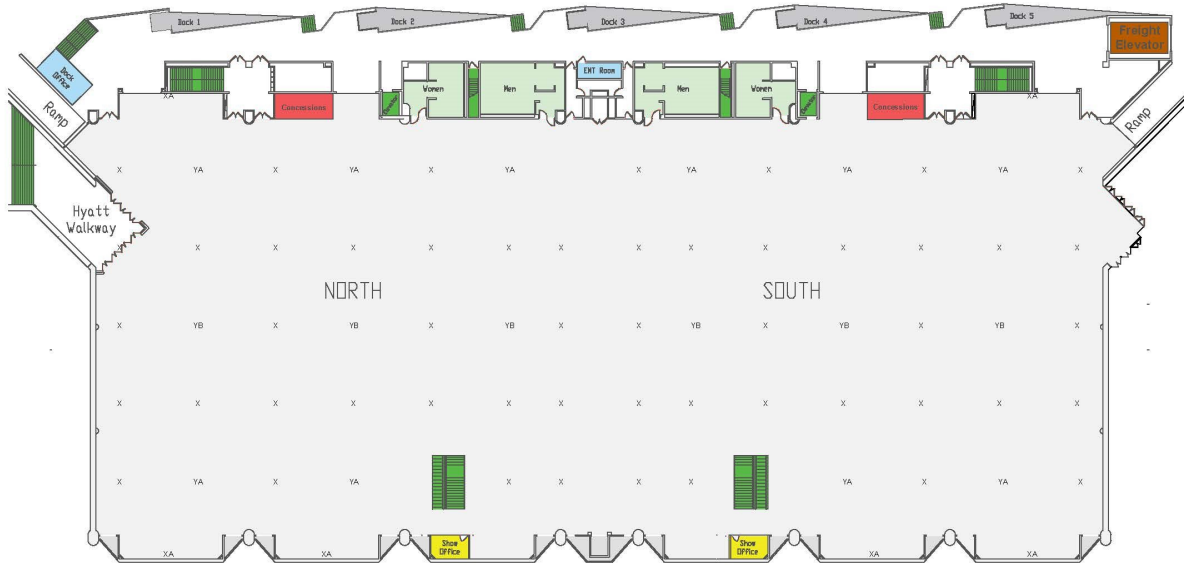 Dock 1 Dock 2 Dock 3 Dock 4 Dock 5
Freight
Elevator
Dock
Office
Ramp
EMT Room
Women Men Men Women
XA XA
Concessions Elevator Elevator Concessions
Ramp
X YA X YA X YA X YA X YA X YA X
Hyatt
Walkway
X X X X X X X X X X X X X X
NORTH SOUTH
X YB X YB X YB X X YB X YB X YB X
X X X X X X X X X X X X X X
X YA X YA X X X X YA X YA X
Show
Office
Show
Office
XA XA XA XA